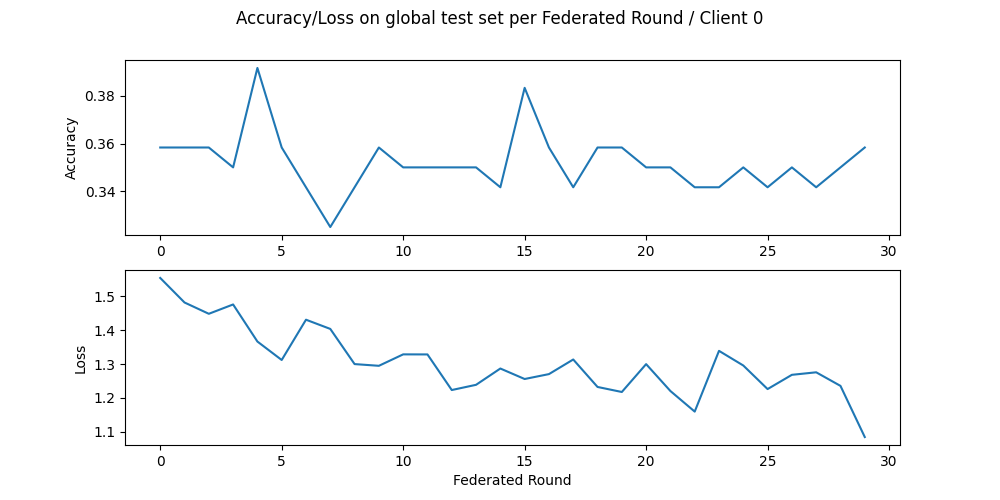 Accuracy/Loss on global test set per Federated Round / Client 0
Accuracy
0.38
0.36
0.34
0 5 10 15 20 25 30
Loss
1.5
1.4
1.3
1.2
1.1
0 5 10 15 20 25 30
Federated Round